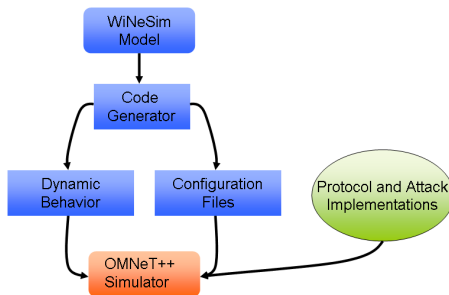 WiNeSim
Model
Code
Generator
Dynamic
Behavior
Configuration
Files
Protocol and Attack
Implementations
OMNeT++
Simulator